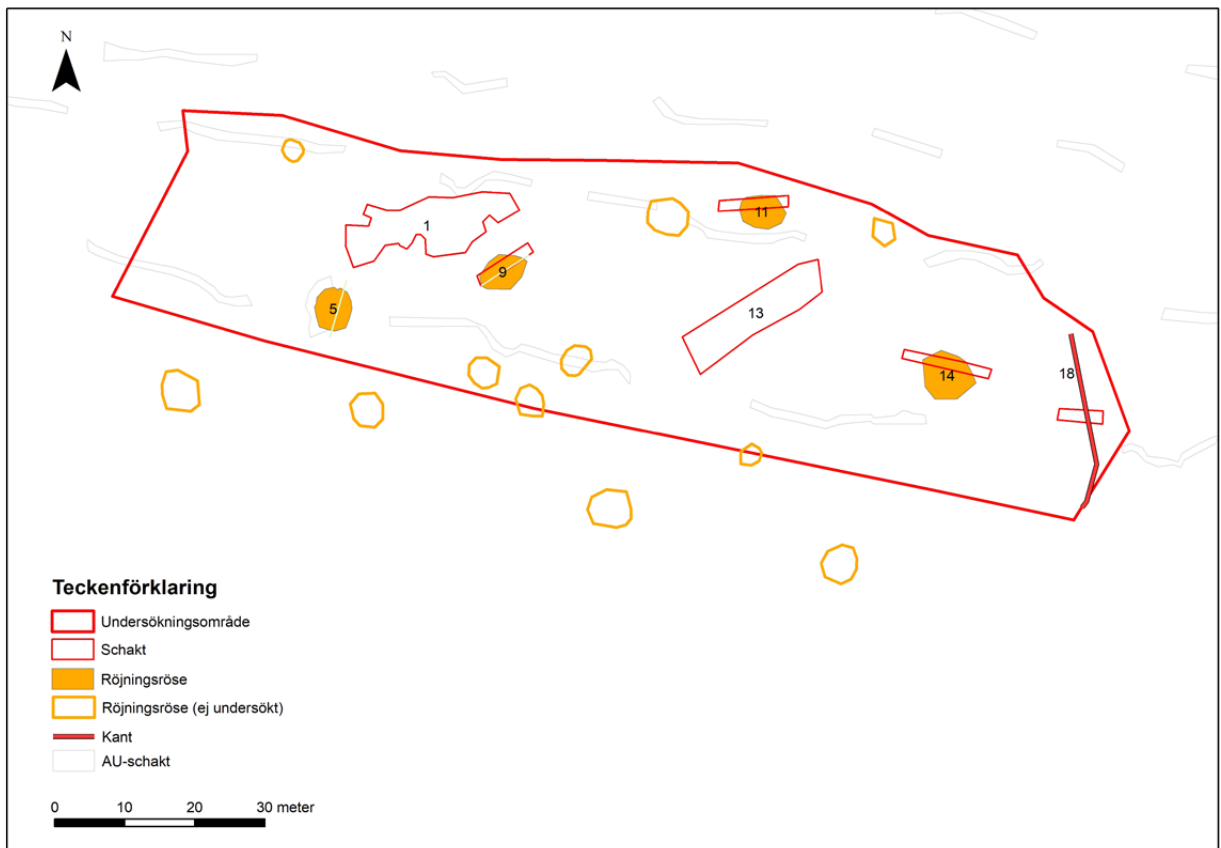 N
11
1
9
5
13
14
18
Teckenförklaring
Undersökningsområde
Schakt
Röjningsröse
Röjningsröse (ej undersökt)
Kant
AU-schakt
0 10 20 30 meter